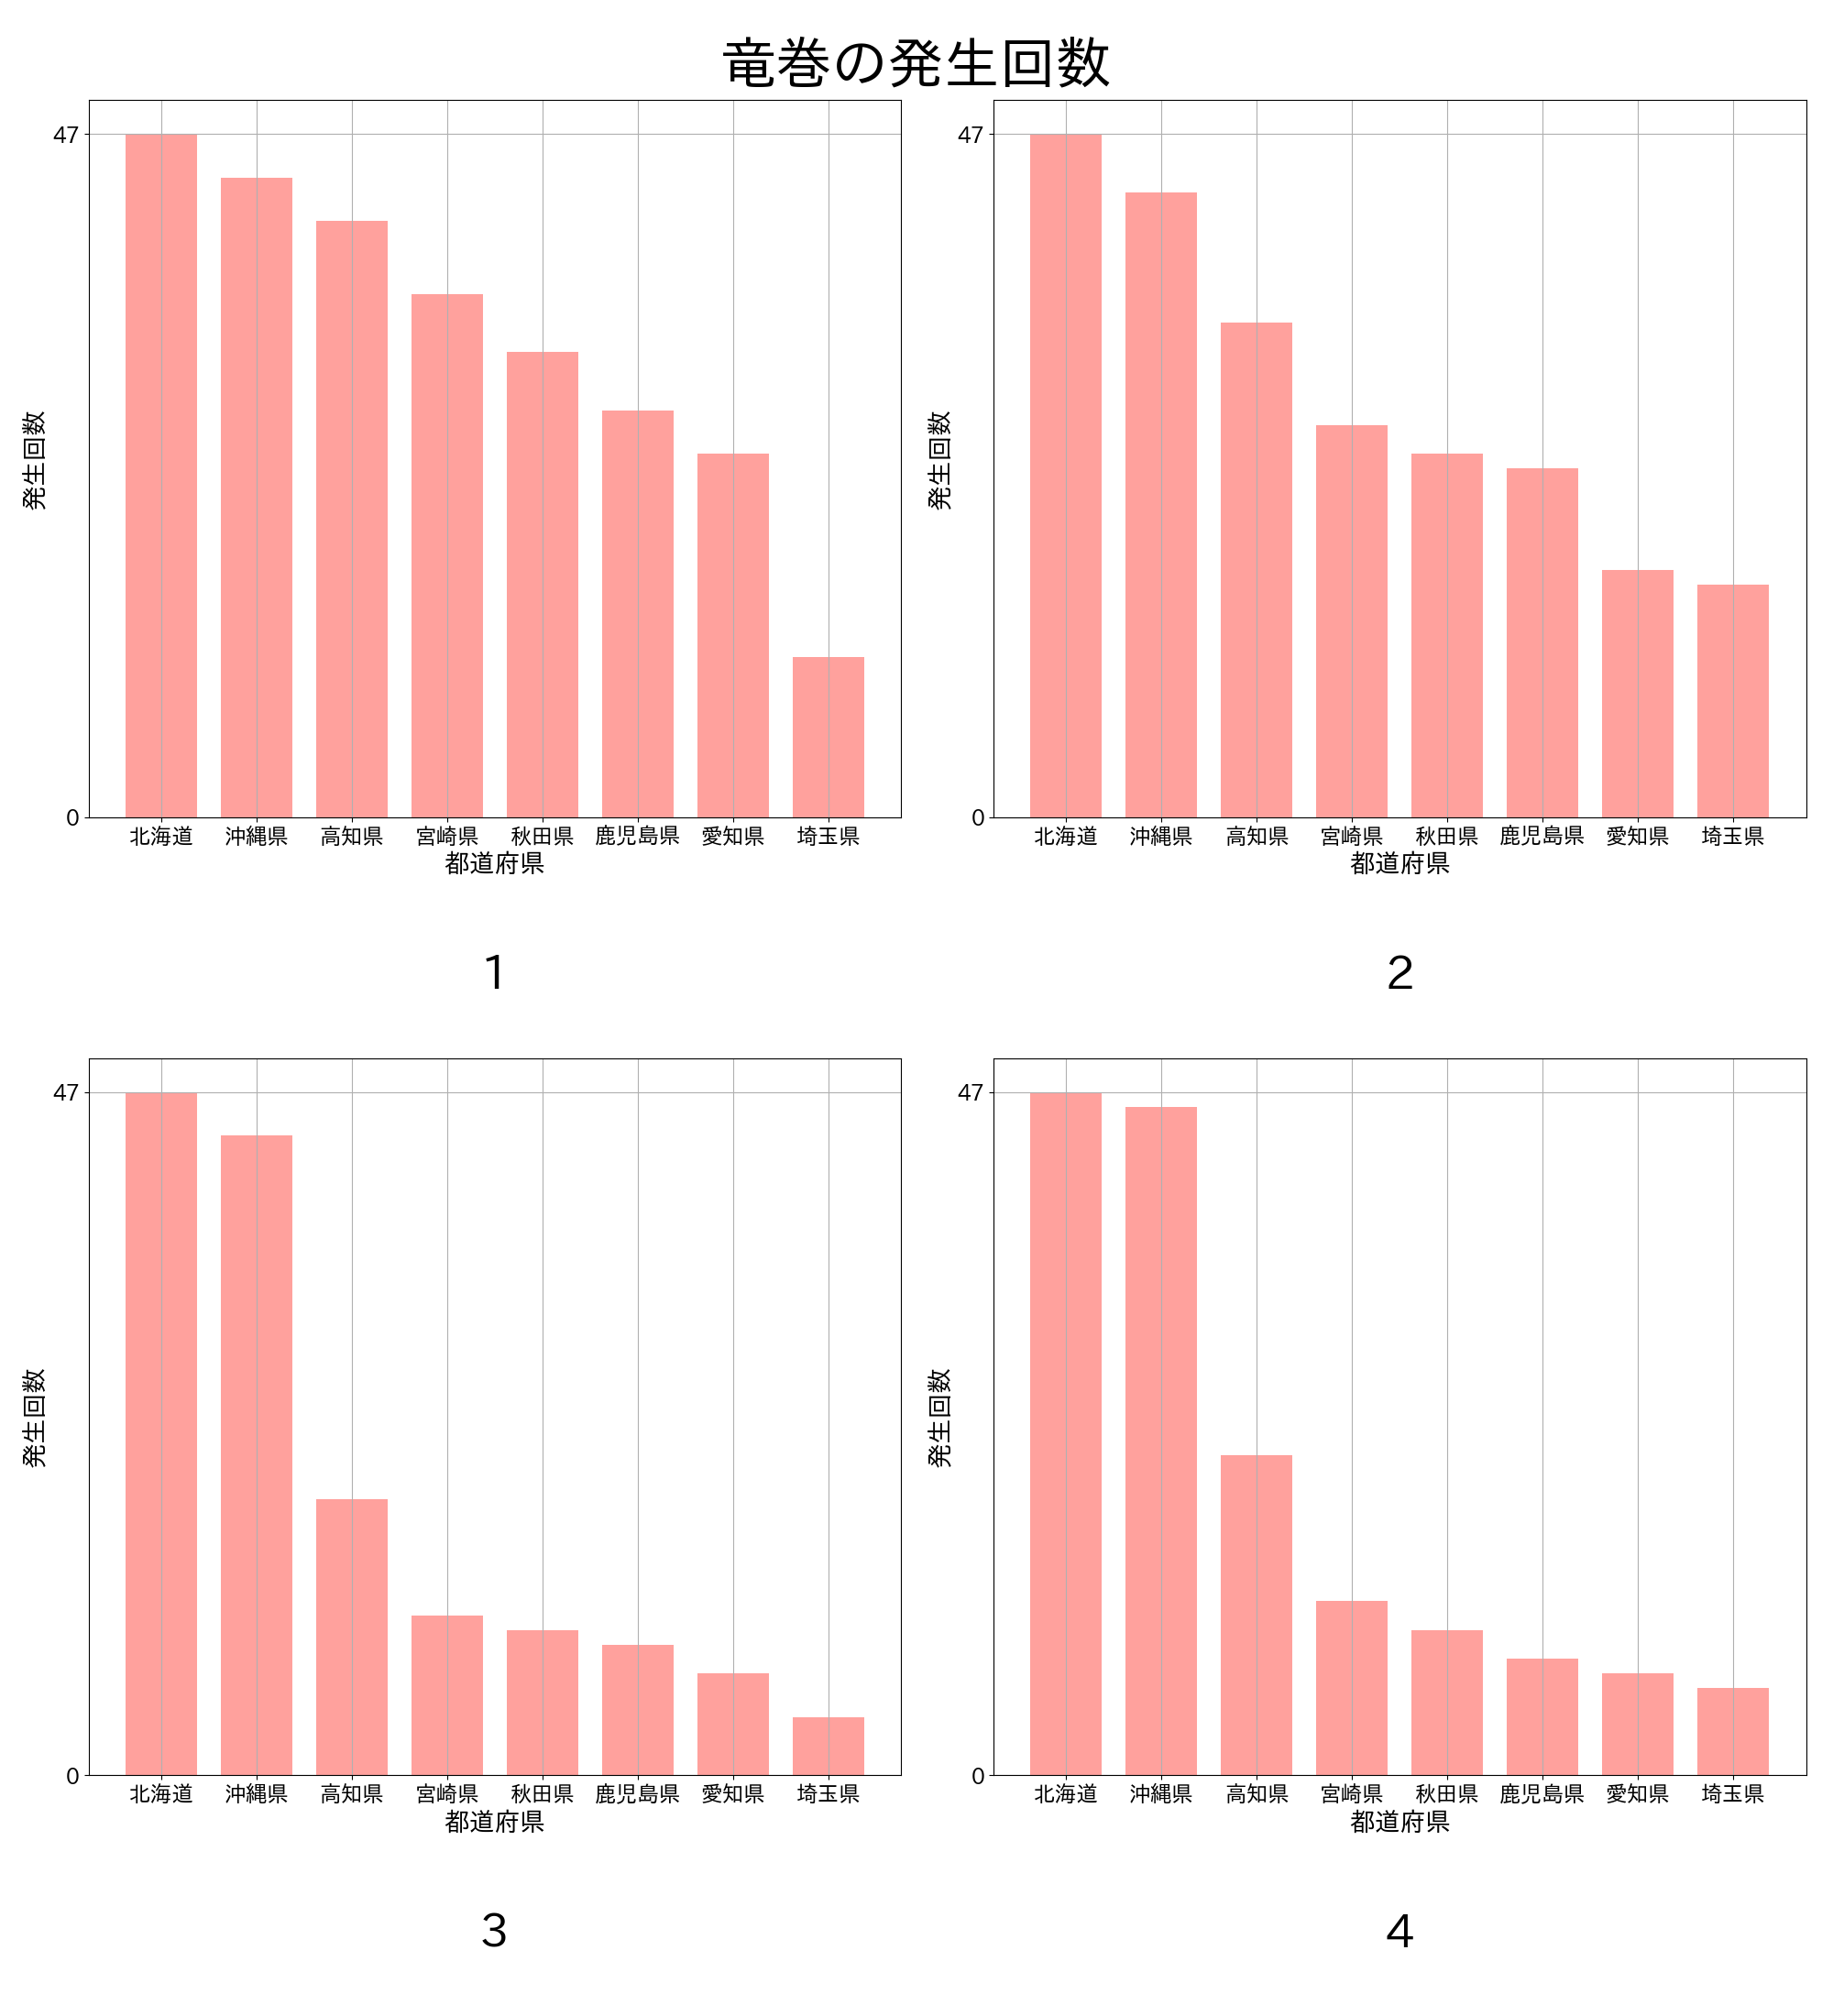 竜巻の発生回数
47
0
発生回数
北海道 沖縄県 高知県 宮崎県 秋田県 鹿児島県 愛知県 埼玉県
都道府県
1
47
0
発生回数
北海道 沖縄県 高知県 宮崎県 秋田県 鹿児島県 愛知県 埼玉県
都道府県
2
47
0
発生回数
北海道 沖縄県 高知県 宮崎県 秋田県 鹿児島県 愛知県 埼玉県
都道府県
3
47
0
発生回数
北海道 沖縄県 高知県 宮崎県 秋田県 鹿児島県 愛知県 埼玉県
都道府県
4